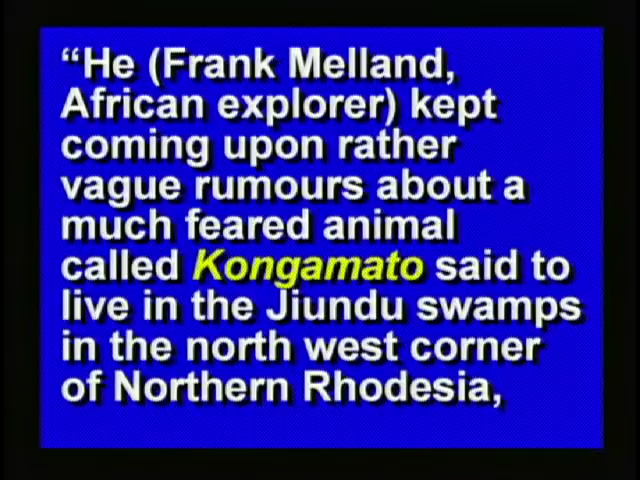 “He (Frank Melland,
African explorer) kept
coming upon rather
vague rumours about a
much feared animal
called Kongamato said to
live in the Jiundu swamps
in the north west corner
of Northern Rhodesia,